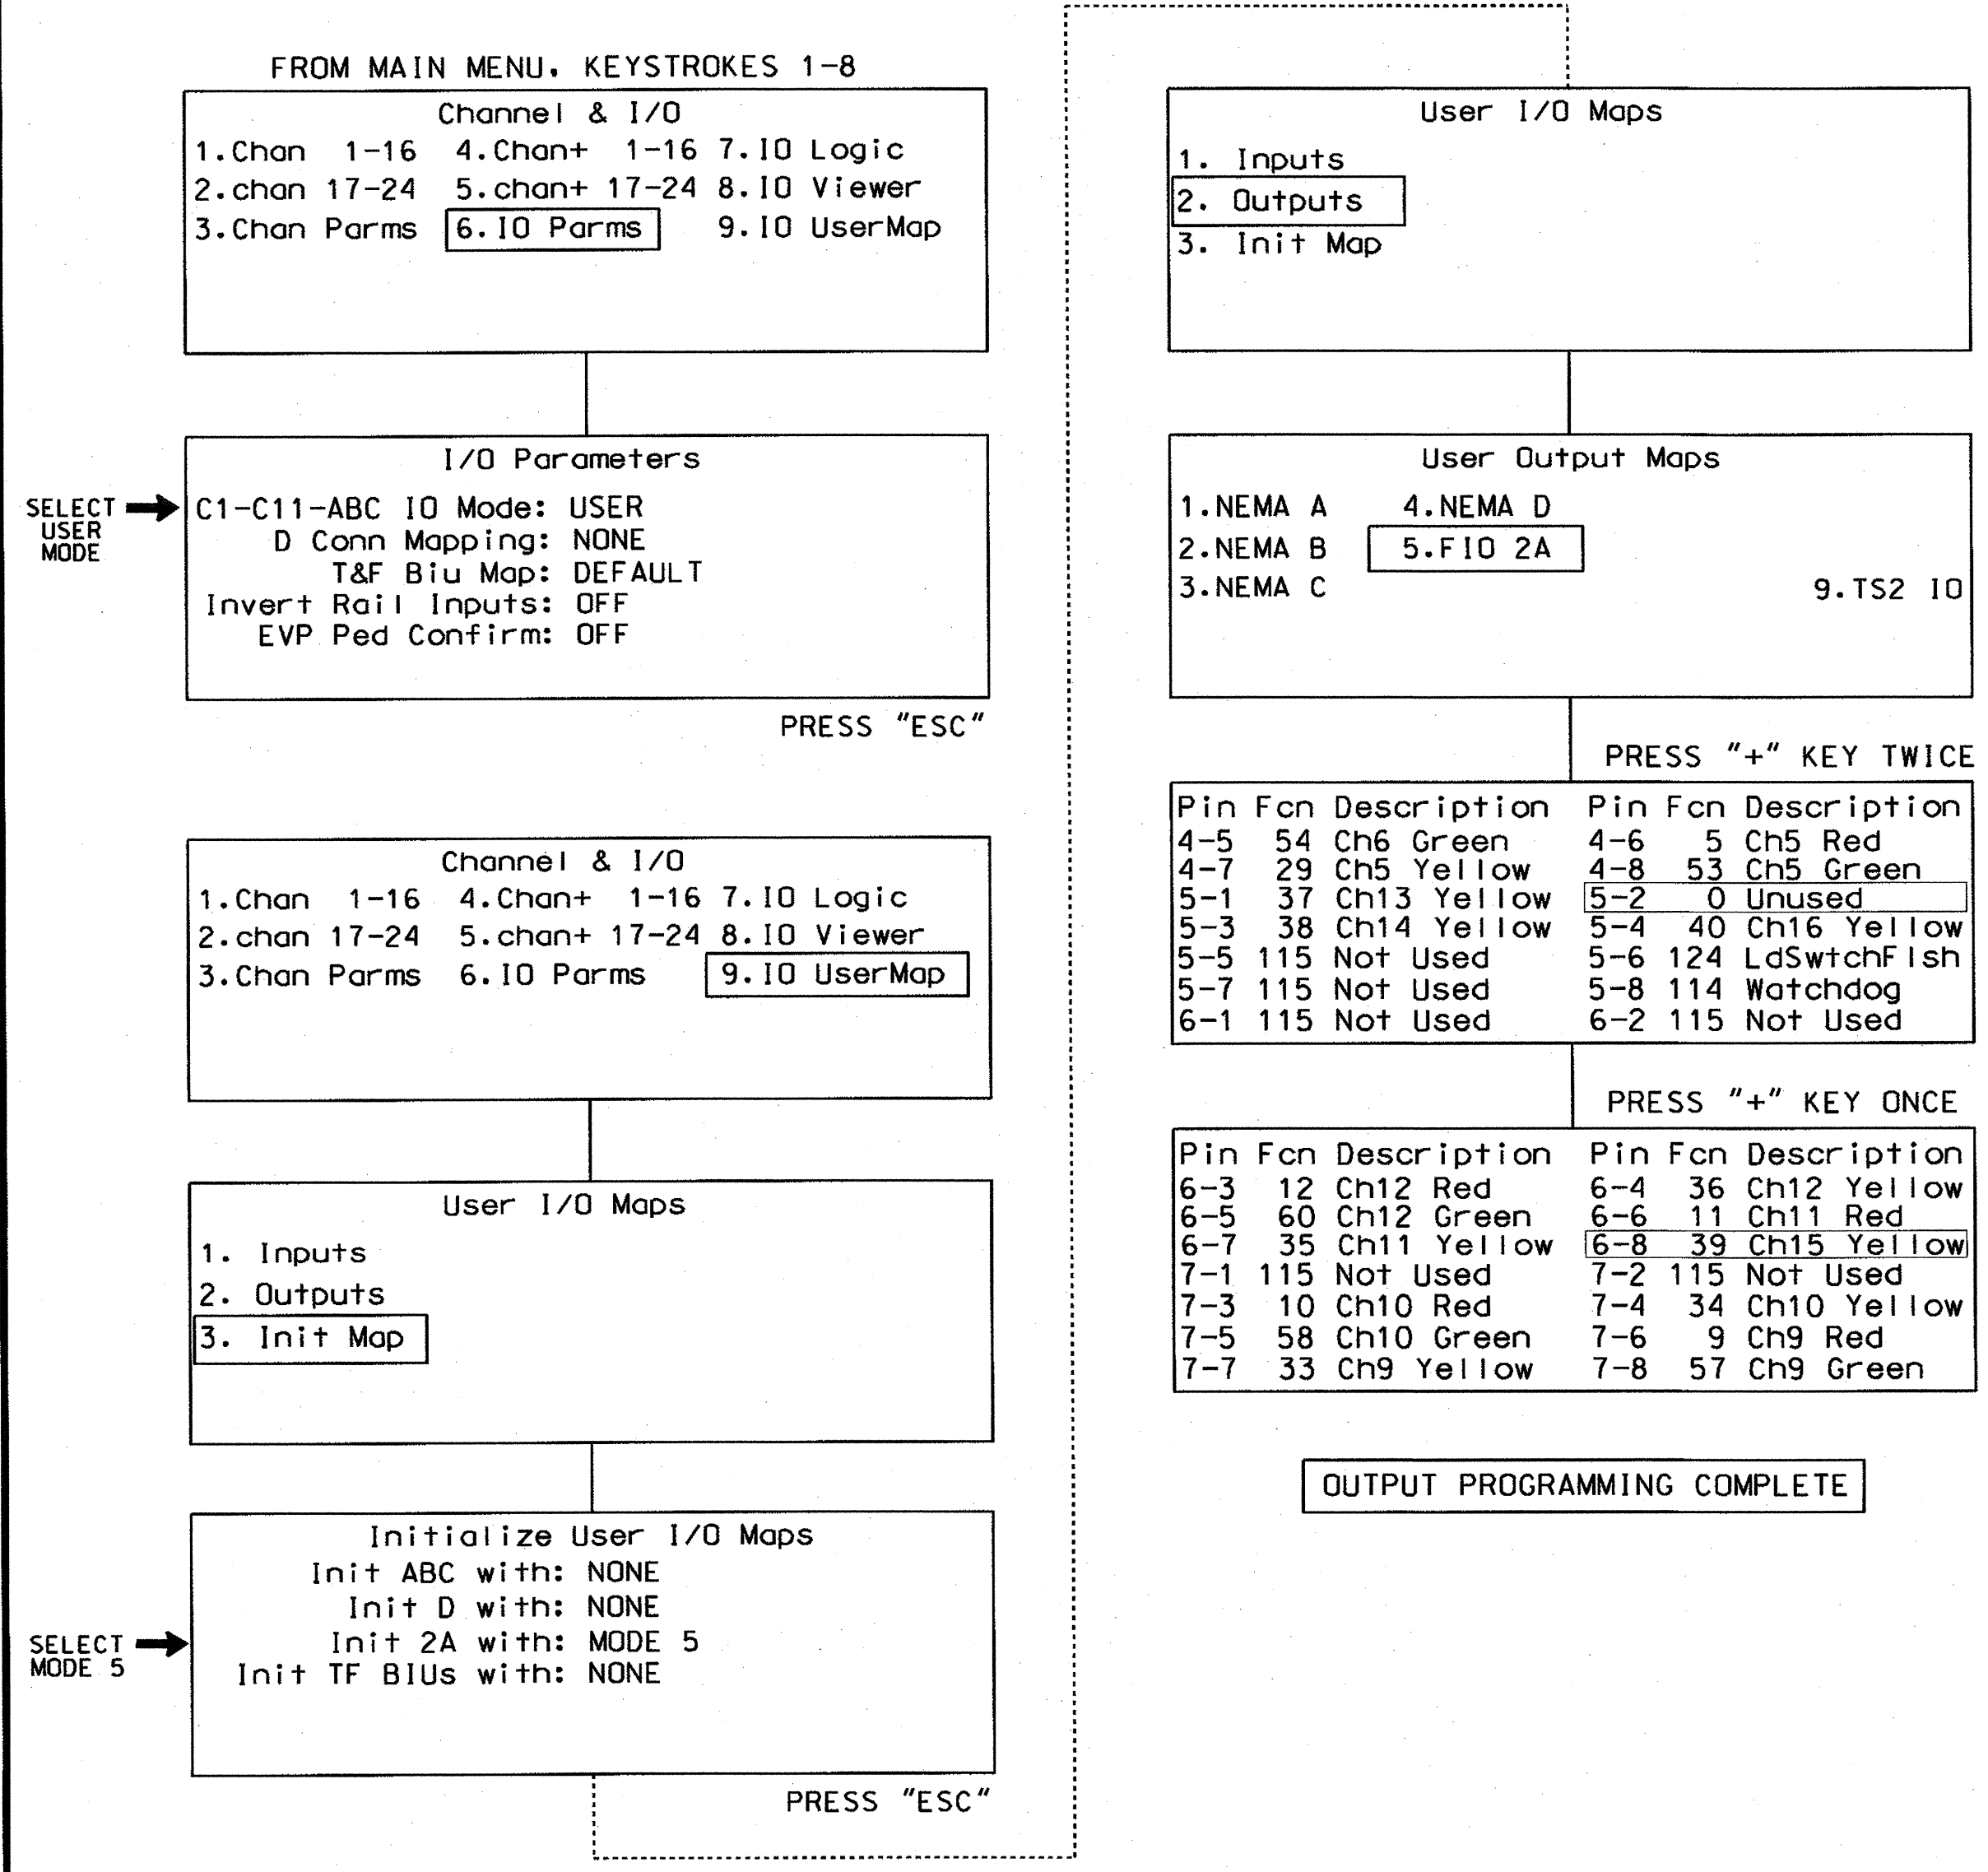 FROM MAIN MENU. KEYSTROKES 1-8
Channel & I/O
1.Chan 1-16 4.Chan+ 1-16 7.IO Logic
2.chan 17-24 5.chan+ 17-24 8.IO Viewer
3.Chan Parms 6.IO Parms 9.IO UserMap
I/O Parameters
SELECT USER MODE
C1-C11-ABC IO Mode: USER
D Conn Mapping: NONE
T&F Biu Map: DEFAULT
Invert Rail Inputs: OFF
EVP Ped Confirm: OFF
PRESS "ESC"
Channel & I/O
1.Chan 1-16 4.Chan+ 1-16 7.IO Logic
2.chan 17-24 5.chan+ 17-24 8.IO Viewer
3.Chan Parms 6.IO Parms 9.IO UserMap
User I/O Maps
1. Inputs
2. Outputs
3. Init Map
Initialize User I/O Maps
Init ABC with: NONE
Init D with: NONE
SELECT MODE 5
Init 2A with: MODE 5
Init TF BIUs with: NONE
PRESS "ESC"
User I/O Maps
1. Inputs
2. Outputs
3. Init Map
User Output Maps
1.NEMA A 4.NEMA D
2.NEMA B 5.FIO 2A
3.NEMA C 9.TS2 IO
PRESS "+" KEY TWICE
Pin Fcn Description Pin Fcn Description
4-5 54 Ch6 Green 4-6 5 Ch5 Red
4-7 29 Ch5 Yellow 4-8 53 Ch5 Green
5-1 37 Ch13 Yellow 5-2 0 Unused
5-3 38 Ch14 Yellow 5-4 40 Ch16 Yellow
5-5 115 Not Used 5-6 124 LdSwtchFlsh
5-7 115 Not Used 5-8 114 Watchdog
6-1 115 Not Used 6-2 115 Not Used
PRESS "+" KEY ONCE
Pin Fcn Description Pin Fcn Description
6-3 12 Ch12 Red 6-4 36 Ch12 Yellow
6-5 60 Ch12 Green 6-6 11 Ch11 Red
6-7 35 Ch11 Yellow 6-8 39 Ch15 Yellow
7-1 115 Not Used 7-2 115 Not Used
7-3 10 Ch10 Red 7-4 34 Ch10 Yellow
7-5 58 Ch10 Green 7-6 9 Ch9 Red
7-7 33 Ch9 Yellow 7-8 57 Ch9 Green
OUTPUT PROGRAMMING COMPLETE